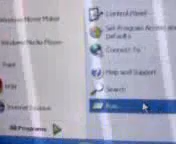 Windows Movie Maker
Windows Media Player
Paint
MSN
Internet Explorer
All Programs
Control Panel
Set Program Access and
Defaults
Connect To
Help and Support
Search
Run...